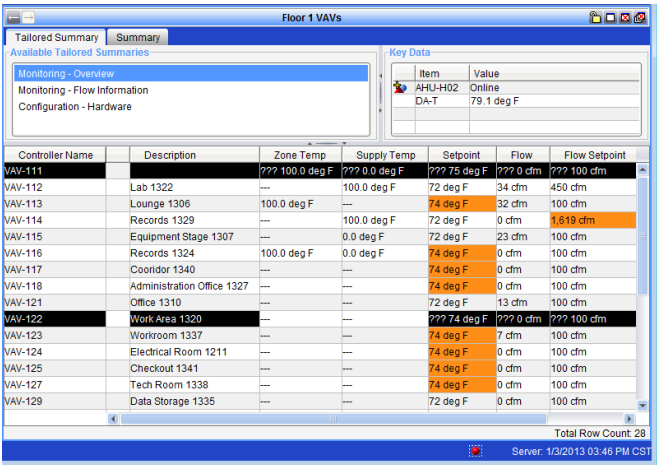 Floor 1 VAVs
Tailored Summary Summary
Available Tailored Summaries
Monitoring - Overview
Monitoring - Flow Information
Configuration - Hardware
Key Data
Item Value
AHU-H02 Online
DA-T 79.1 deg F
Controller Name Description Zone Temp Supply Temp Setpoint Flow Flow Setpoint
VAV-111 ??? 100.0 deg F ??? 0.0 deg F ??? 75 deg F ??? 0 cfm ??? 100 cfm
VAV-112 Lab 1322 --- 100.0 deg F 72 deg F 34 cfm 450 cfm
VAV-113 Lounge 1306 100.0 deg F --- 74 deg F 32 cfm 100 cfm
VAV-114 Records 1329 --- 100.0 deg F 72 deg F 0 cfm 1,619 cfm
VAV-115 Equipment Stage 1307 --- 0.0 deg F 72 deg F 23 cfm 100 cfm
VAV-116 Records 1324 100.0 deg F 0.0 deg F 74 deg F 0 cfm 100 cfm
VAV-117 Cooridor 1340 --- --- 74 deg F 0 cfm 100 cfm
VAV-118 Administration Office 1327 --- --- 74 deg F 0 cfm 100 cfm
VAV-121 Office 1310 --- --- 72 deg F 13 cfm 100 cfm
VAV-122 Work Area 1320 ??? 74 deg F ??? 0 cfm ??? 100 cfm
VAV-123 Workroom 1337 --- --- 74 deg F 7 cfm 100 cfm
VAV-124 Electrical Room 1211 --- --- 74 deg F 0 cfm 100 cfm
VAV-125 Checkout 1341 --- --- 74 deg F 0 cfm 100 cfm
VAV-127 Tech Room 1338 --- --- 74 deg F 0 cfm 100 cfm
VAV-129 Data Storage 1335 --- --- 72 deg F 0 cfm 100 cfm
Total Row Count: 28
Server: 1/3/2013 03:46 PM CST